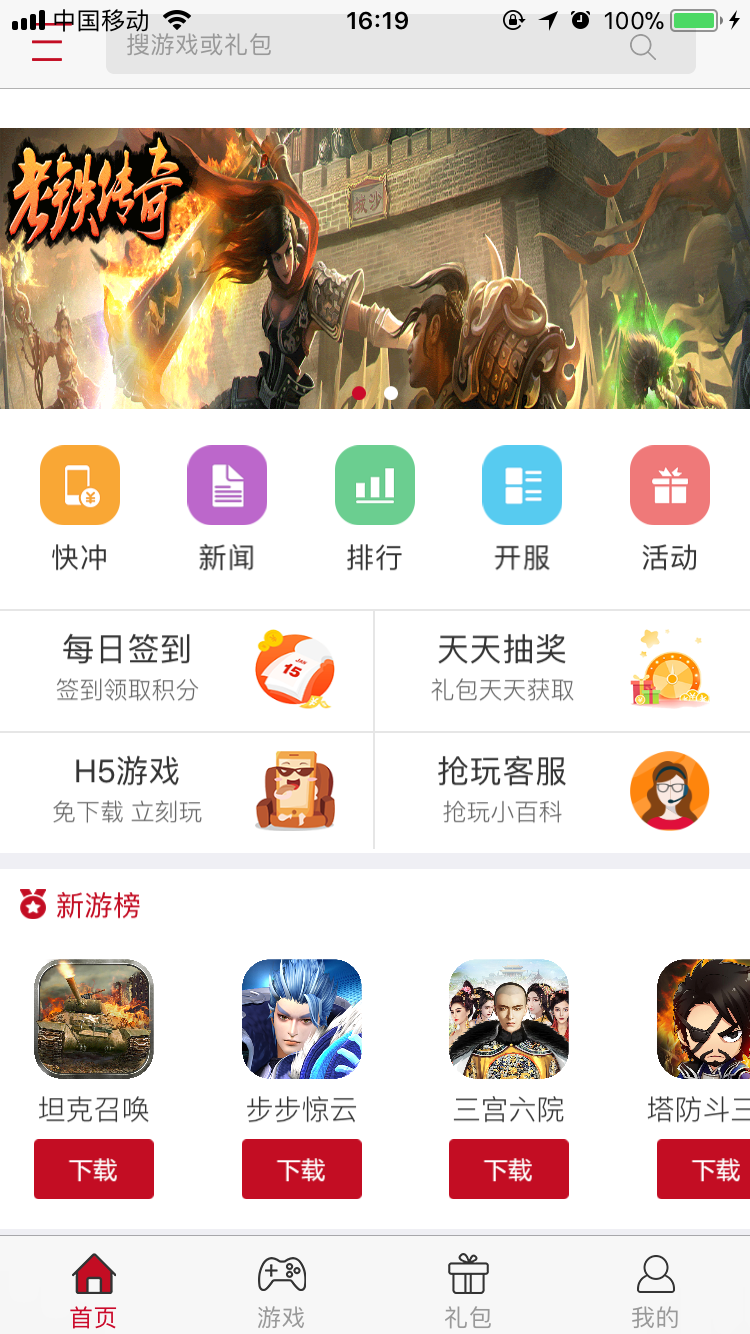 中国移动
16:19
100%
搜游戏或礼包
老铁传奇
沙城
¥
快冲
新闻
排行
开服
活动
每日签到
签到领取积分
JAN
15
天天抽奖
礼包天天获取
H5游戏
免下载 立刻玩
抢玩客服
抢玩小百科
新游榜
坦克召唤
步步惊云
三宫六院
塔防斗三
下载
下载
下载
下载
首页
游戏
礼包
我的